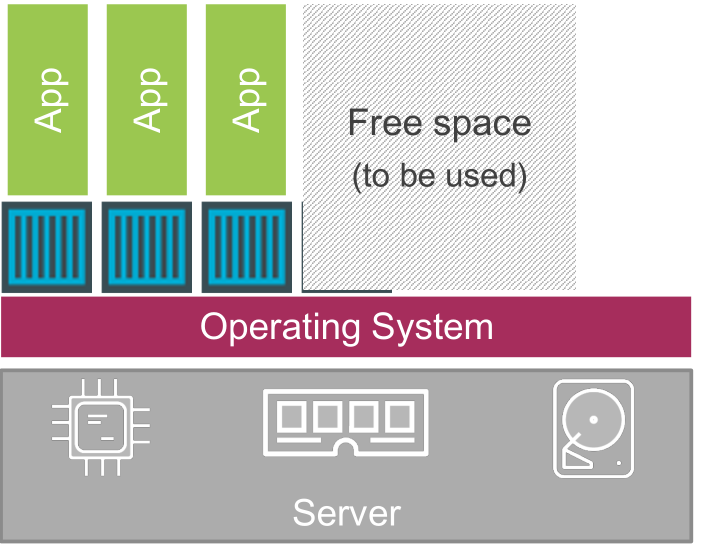 App
App
App
Free space
(to be used)
Operating System
Server